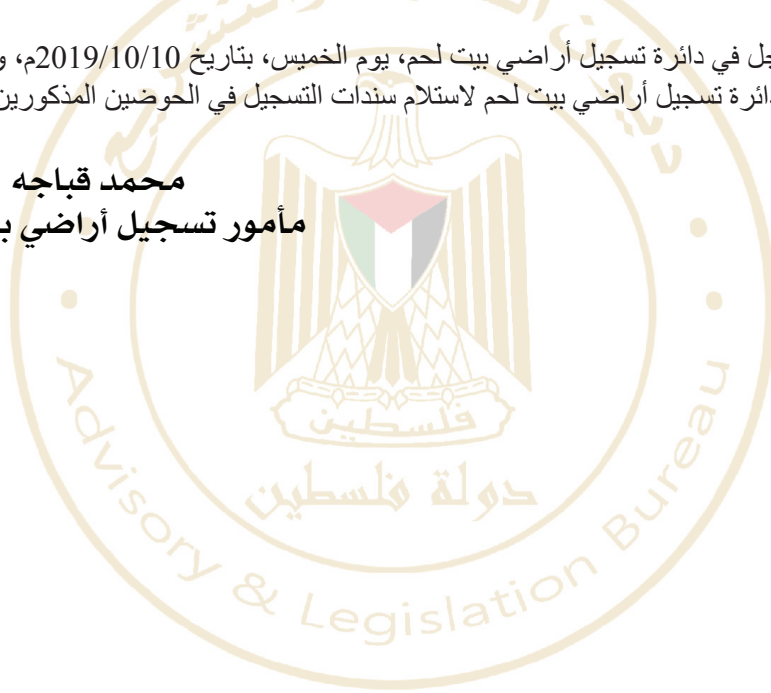 جل في دائرة تسجيل أراضي بيت لحم، يوم الخميس، بتاريخ 2019/10/10م، و
دائرة تسجيل أراضي بيت لحم لاستلام سندات التسجيل في الحوضين المذكورين
محمد قباجه
مأمور تسجيل أراضي ب
فلسطين
دولة فلسطين
Advisory & Legislation Bureau